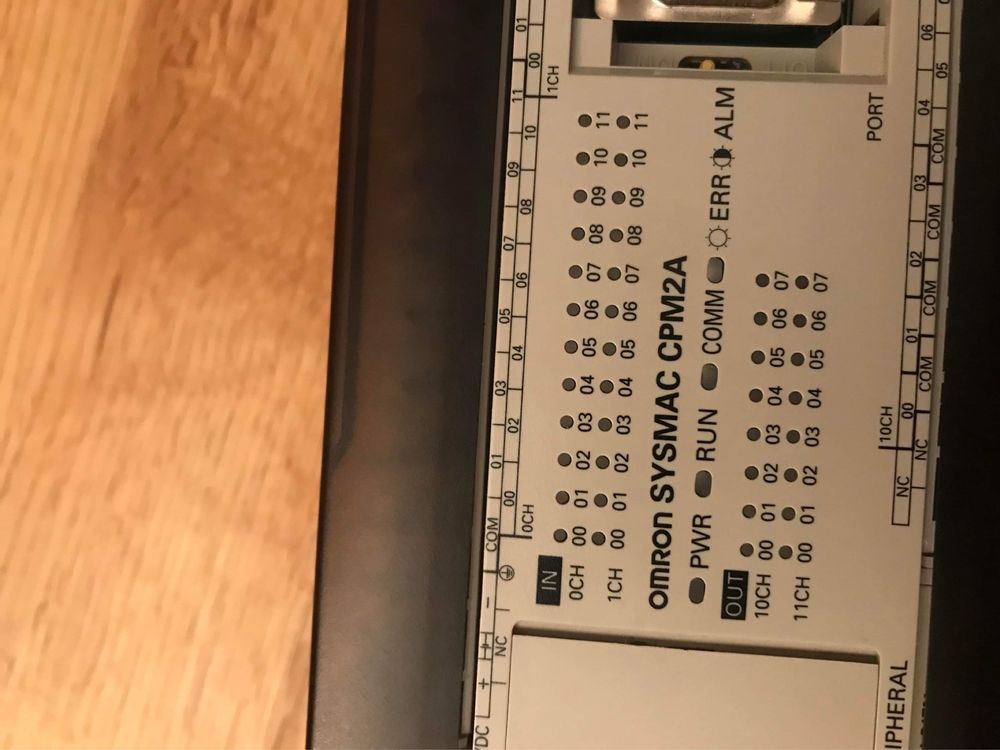 VDC + NC - COM 01 03 05 07 09 11 01
00 02 04 06 08 10 00
0CH 1CH
IN
0CH 00 01 02 03 04 05 06 07 08 09 10 11
1CH 00 01 02 03 04 05 06 07 08 09 10 11
OMRON SYSMAC CPM2A
PWR RUN COMM ERR ALM
OUT
10CH 00 01 02 03 04 05 06 07
11CH 00 01 02 03 04 05 06 07
PORT
10CH
NC 00 01 02 03 04 05
NC COM COM COM COM COM 06
IPHERAL